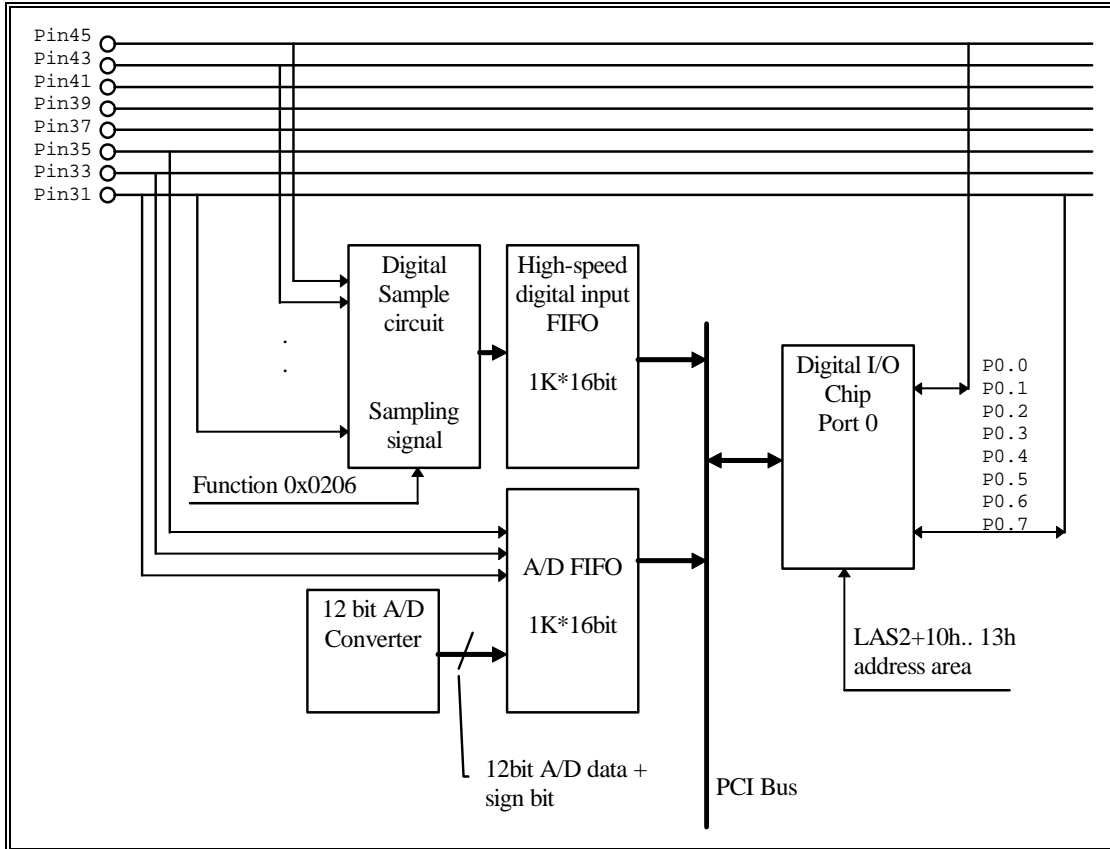 Pin45
Pin43
Pin41
Pin39
Pin37
Pin35
Pin33
Pin31
Digital
Sample
circuit
.
.
Sampling
signal
Function 0x0206
High-speed
digital input
FIFO
1K*16bit
A/D FIFO
1K*16bit
12 bit A/D
Converter
12bit A/D data +
sign bit
PCI Bus
Digital I/O
Chip
Port 0
P0.0
P0.1
P0.2
P0.3
P0.4
P0.5
P0.6
P0.7
LAS2+10h.. 13h
address area